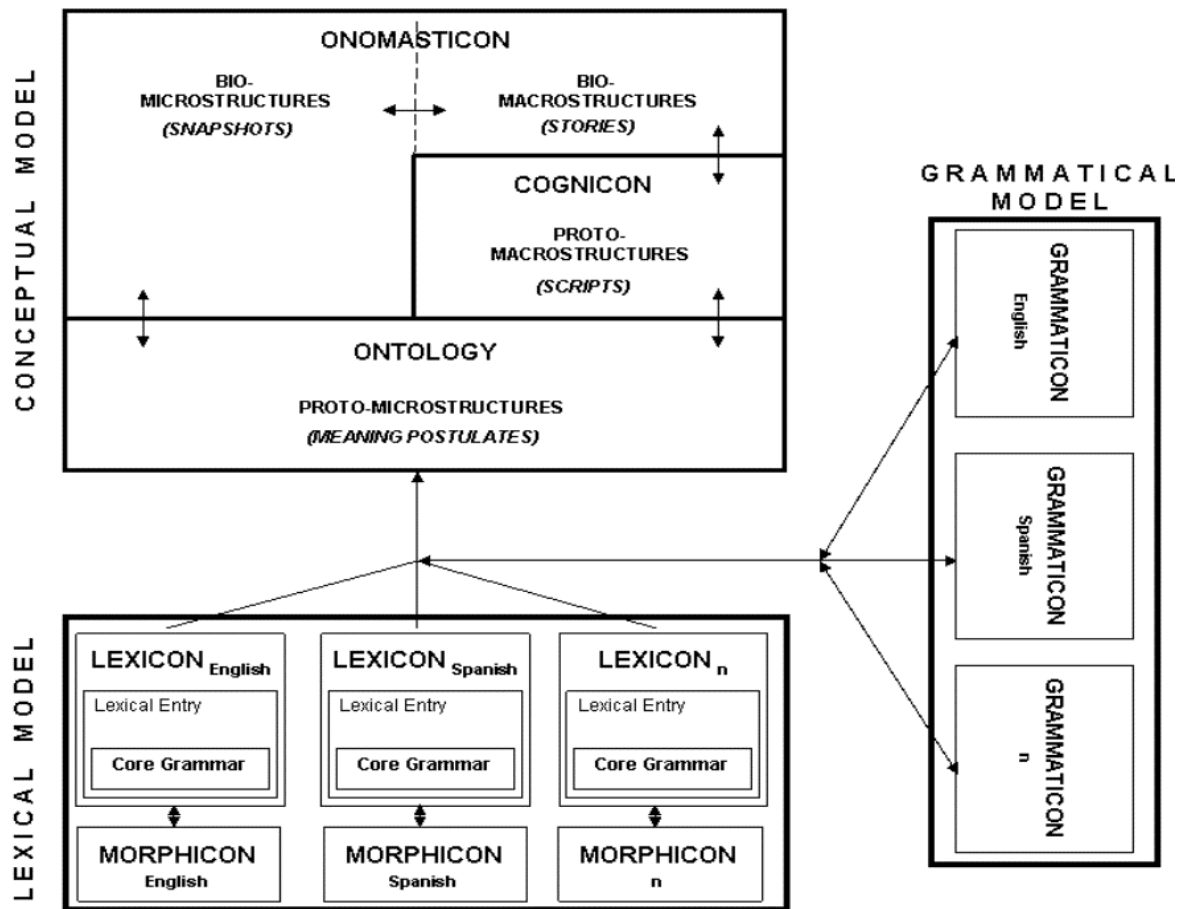 CONCEPTUAL MODEL
ONOMASTICON
BIO-
MICROSTRUCTURES
(SNAPSHOTS)
BIO-
MACROSTRUCTURES
(STORIES)
COGNICON
PROTO-
MACROSTRUCTURES
(SCRIPTS)
ONTOLOGY
PROTO-MICROSTRUCTURES
(MEANING POSTULATES)
GRAMMATICAL
MODEL
GRAMMATICON
English
GRAMMATICON
Spanish
GRAMMATICON
n
LEXICAL MODEL
LEXICON English
Lexical Entry
Core Grammar
MORPHICON
English
LEXICON Spanish
Lexical Entry
Core Grammar
MORPHICON
Spanish
LEXICON n
Lexical Entry
Core Grammar
MORPHICON
n